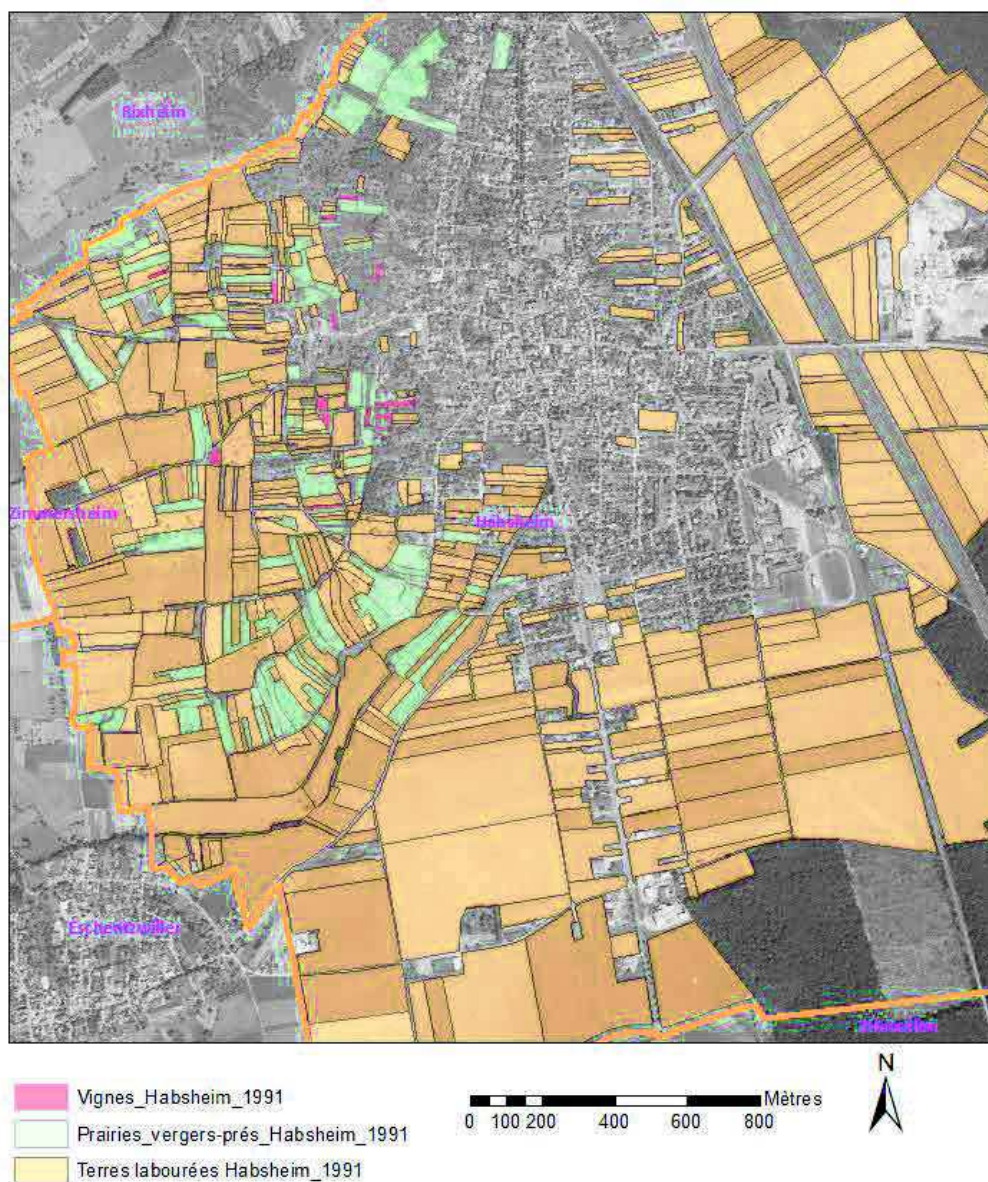 Rixheim
Zimmersheim
Habsheim
Eschentzwiller
N
Vignes_Habsheim_1991
Prairies_vergers-prés_Habsheim_1991
Terres labourées Habsheim_1991
Mètres
0 100 200 400 600 800